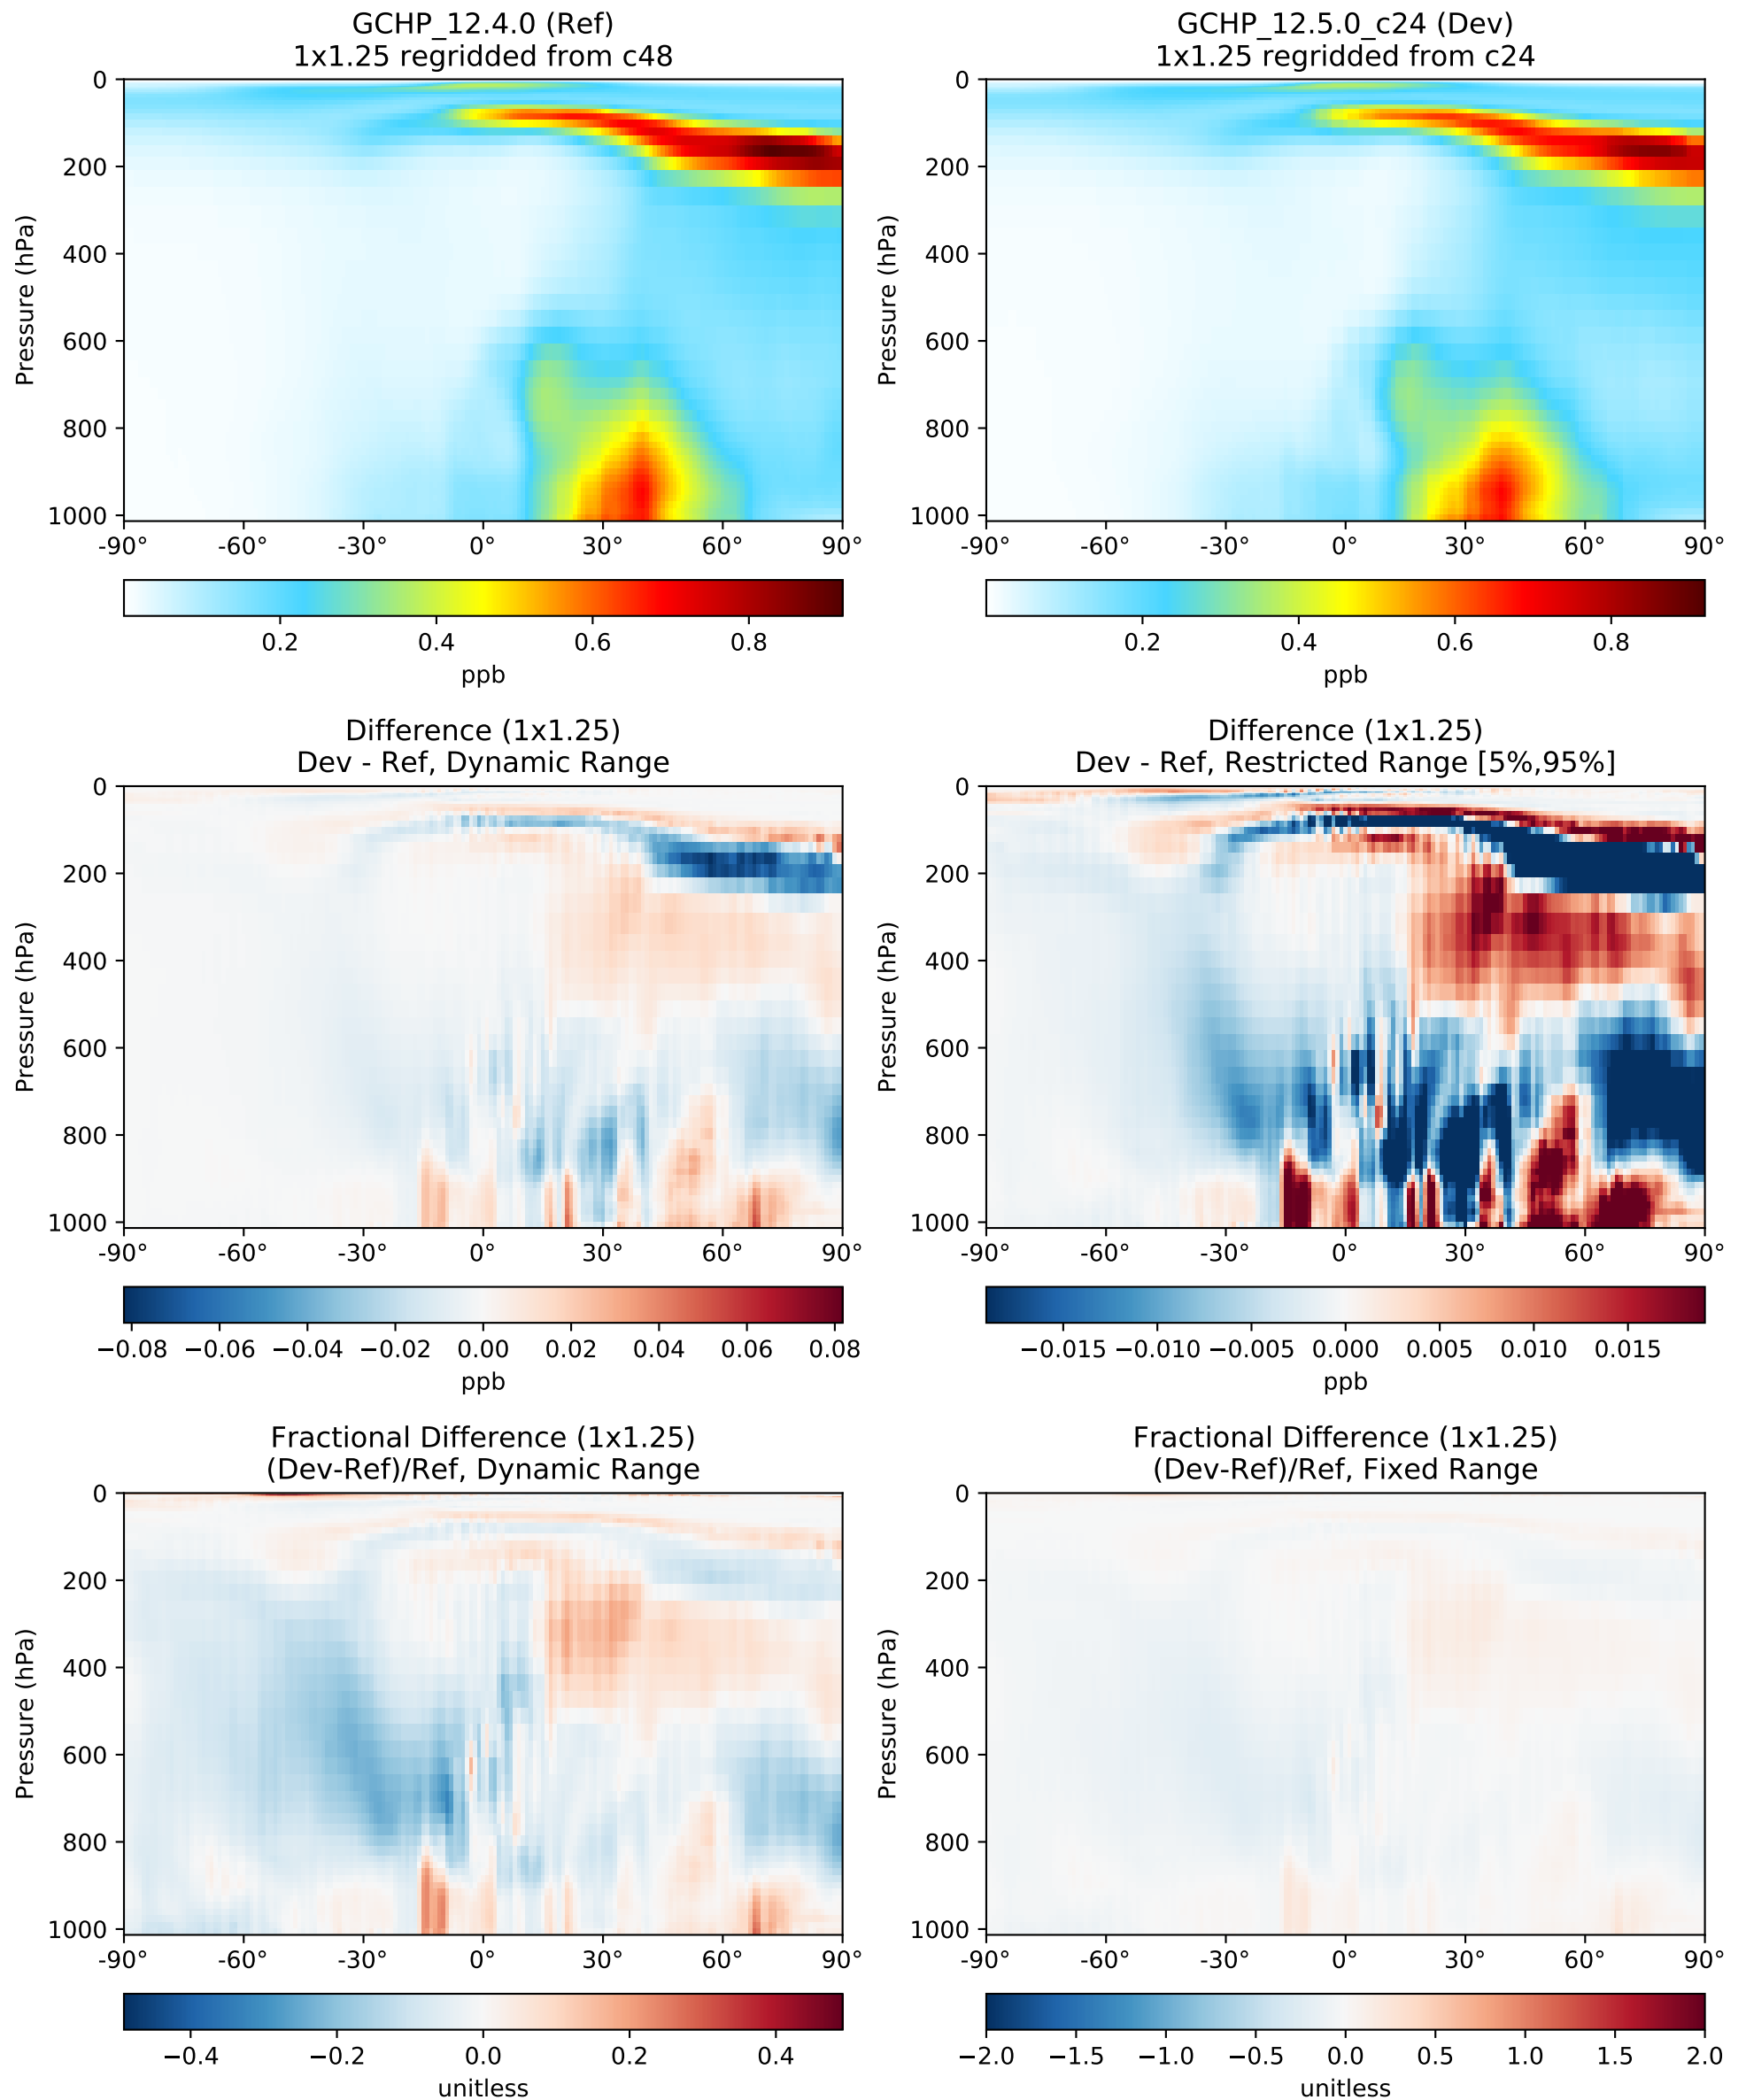 GCHP_12.4.0 (Ref)
1x1.25 regridded from c48
0
200
400
600
800
1000
Pressure (hPa)
-90° -60° -30° 0° 30° 60° 90°
0.2 0.4 0.6 0.8
ppb
GCHP_12.5.0_c24 (Dev)
1x1.25 regridded from c24
0
200
400
600
800
1000
Pressure (hPa)
-90° -60° -30° 0° 30° 60° 90°
0.2 0.4 0.6 0.8
ppb
Difference (1x1.25)
Dev - Ref, Dynamic Range
0
200
400
600
800
1000
Pressure (hPa)
-90° -60° -30° 0° 30° 60° 90°
−0.08 −0.06 −0.04 −0.02 0.00 0.02 0.04 0.06 0.08
ppb
Difference (1x1.25)
Dev - Ref, Restricted Range [5%,95%]
0
200
400
600
800
1000
Pressure (hPa)
-90° -60° -30° 0° 30° 60° 90°
−0.015 −0.010 −0.005 0.000 0.005 0.010 0.015
ppb
Fractional Difference (1x1.25)
(Dev-Ref)/Ref, Dynamic Range
0
200
400
600
800
1000
Pressure (hPa)
-90° -60° -30° 0° 30° 60° 90°
−0.4 −0.2 0.0 0.2 0.4
unitless
Fractional Difference (1x1.25)
(Dev-Ref)/Ref, Fixed Range
0
200
400
600
800
1000
Pressure (hPa)
-90° -60° -30° 0° 30° 60° 90°
−2.0 −1.5 −1.0 −0.5 0.0 0.5 1.0 1.5 2.0
unitless